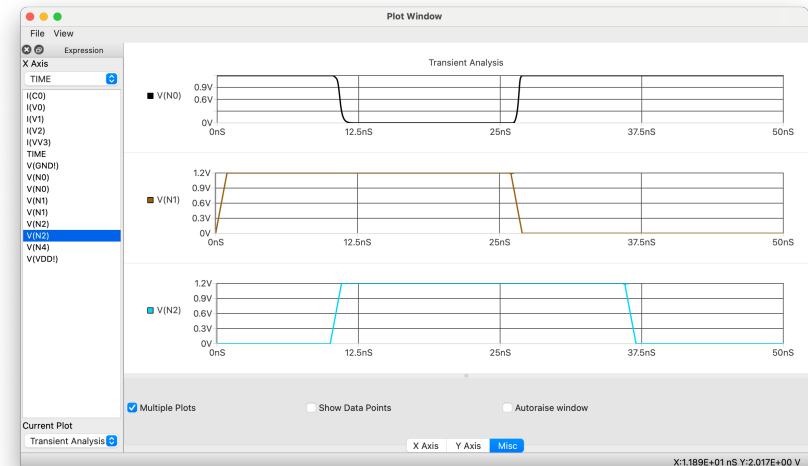 Plot Window
File View
Expression
X Axis
TIME
I(C0)
I(V0)
I(V1)
I(V2)
I(VV3)
TIME
V(GND!)
V(N0)
V(N0)
V(N1)
V(N1)
V(N2)
V(N2)
V(N4)
V(VDD!)
Current Plot
Transient Analysis
Transient Analysis
V(N0)
0.9V
0.6V
0V
0nS 12.5nS 25nS 37.5nS 50nS
V(N1)
1.2V
0.9V
0.6V
0.3V
0V
0nS 12.5nS 25nS 37.5nS 50nS
V(N2)
1.2V
0.9V
0.6V
0.3V
0V
0nS 12.5nS 25nS 37.5nS 50nS
Multiple Plots Show Data Points Autoraise window
X Axis Y Axis Misc
X:1.189E+01 nS Y:2.017E+00 V